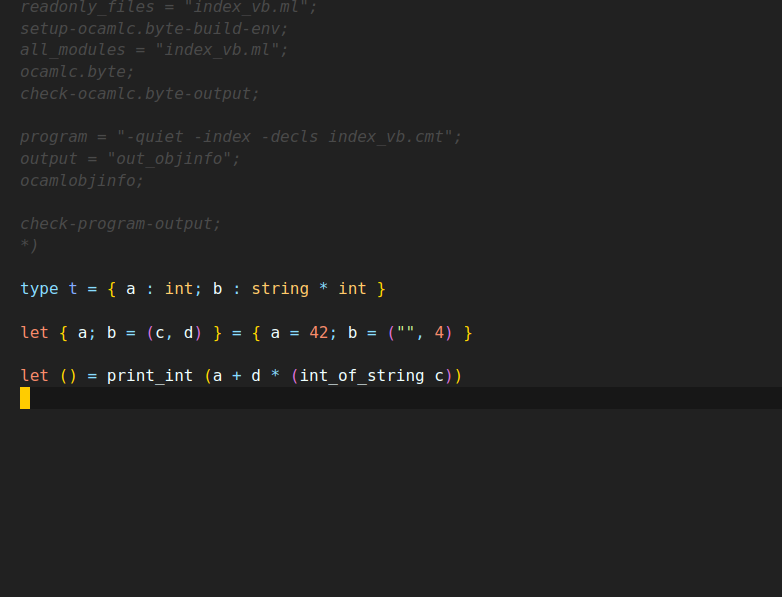 readonly_files = "index_vb.ml";
setup-ocamlc.byte-build-env;
all_modules = "index_vb.ml";
ocamlc.byte;
check-ocamlc.byte-output;
program = "-quiet -index -decls index_vb.cmt";
output = "out_objinfo";
ocamlobjinfo;
check-program-output;
*)
type t = { a : int; b : string * int }
let { a; b = (c, d) } = { a = 42; b = ("", 4) }
let () = print_int (a + d * (int_of_string c))